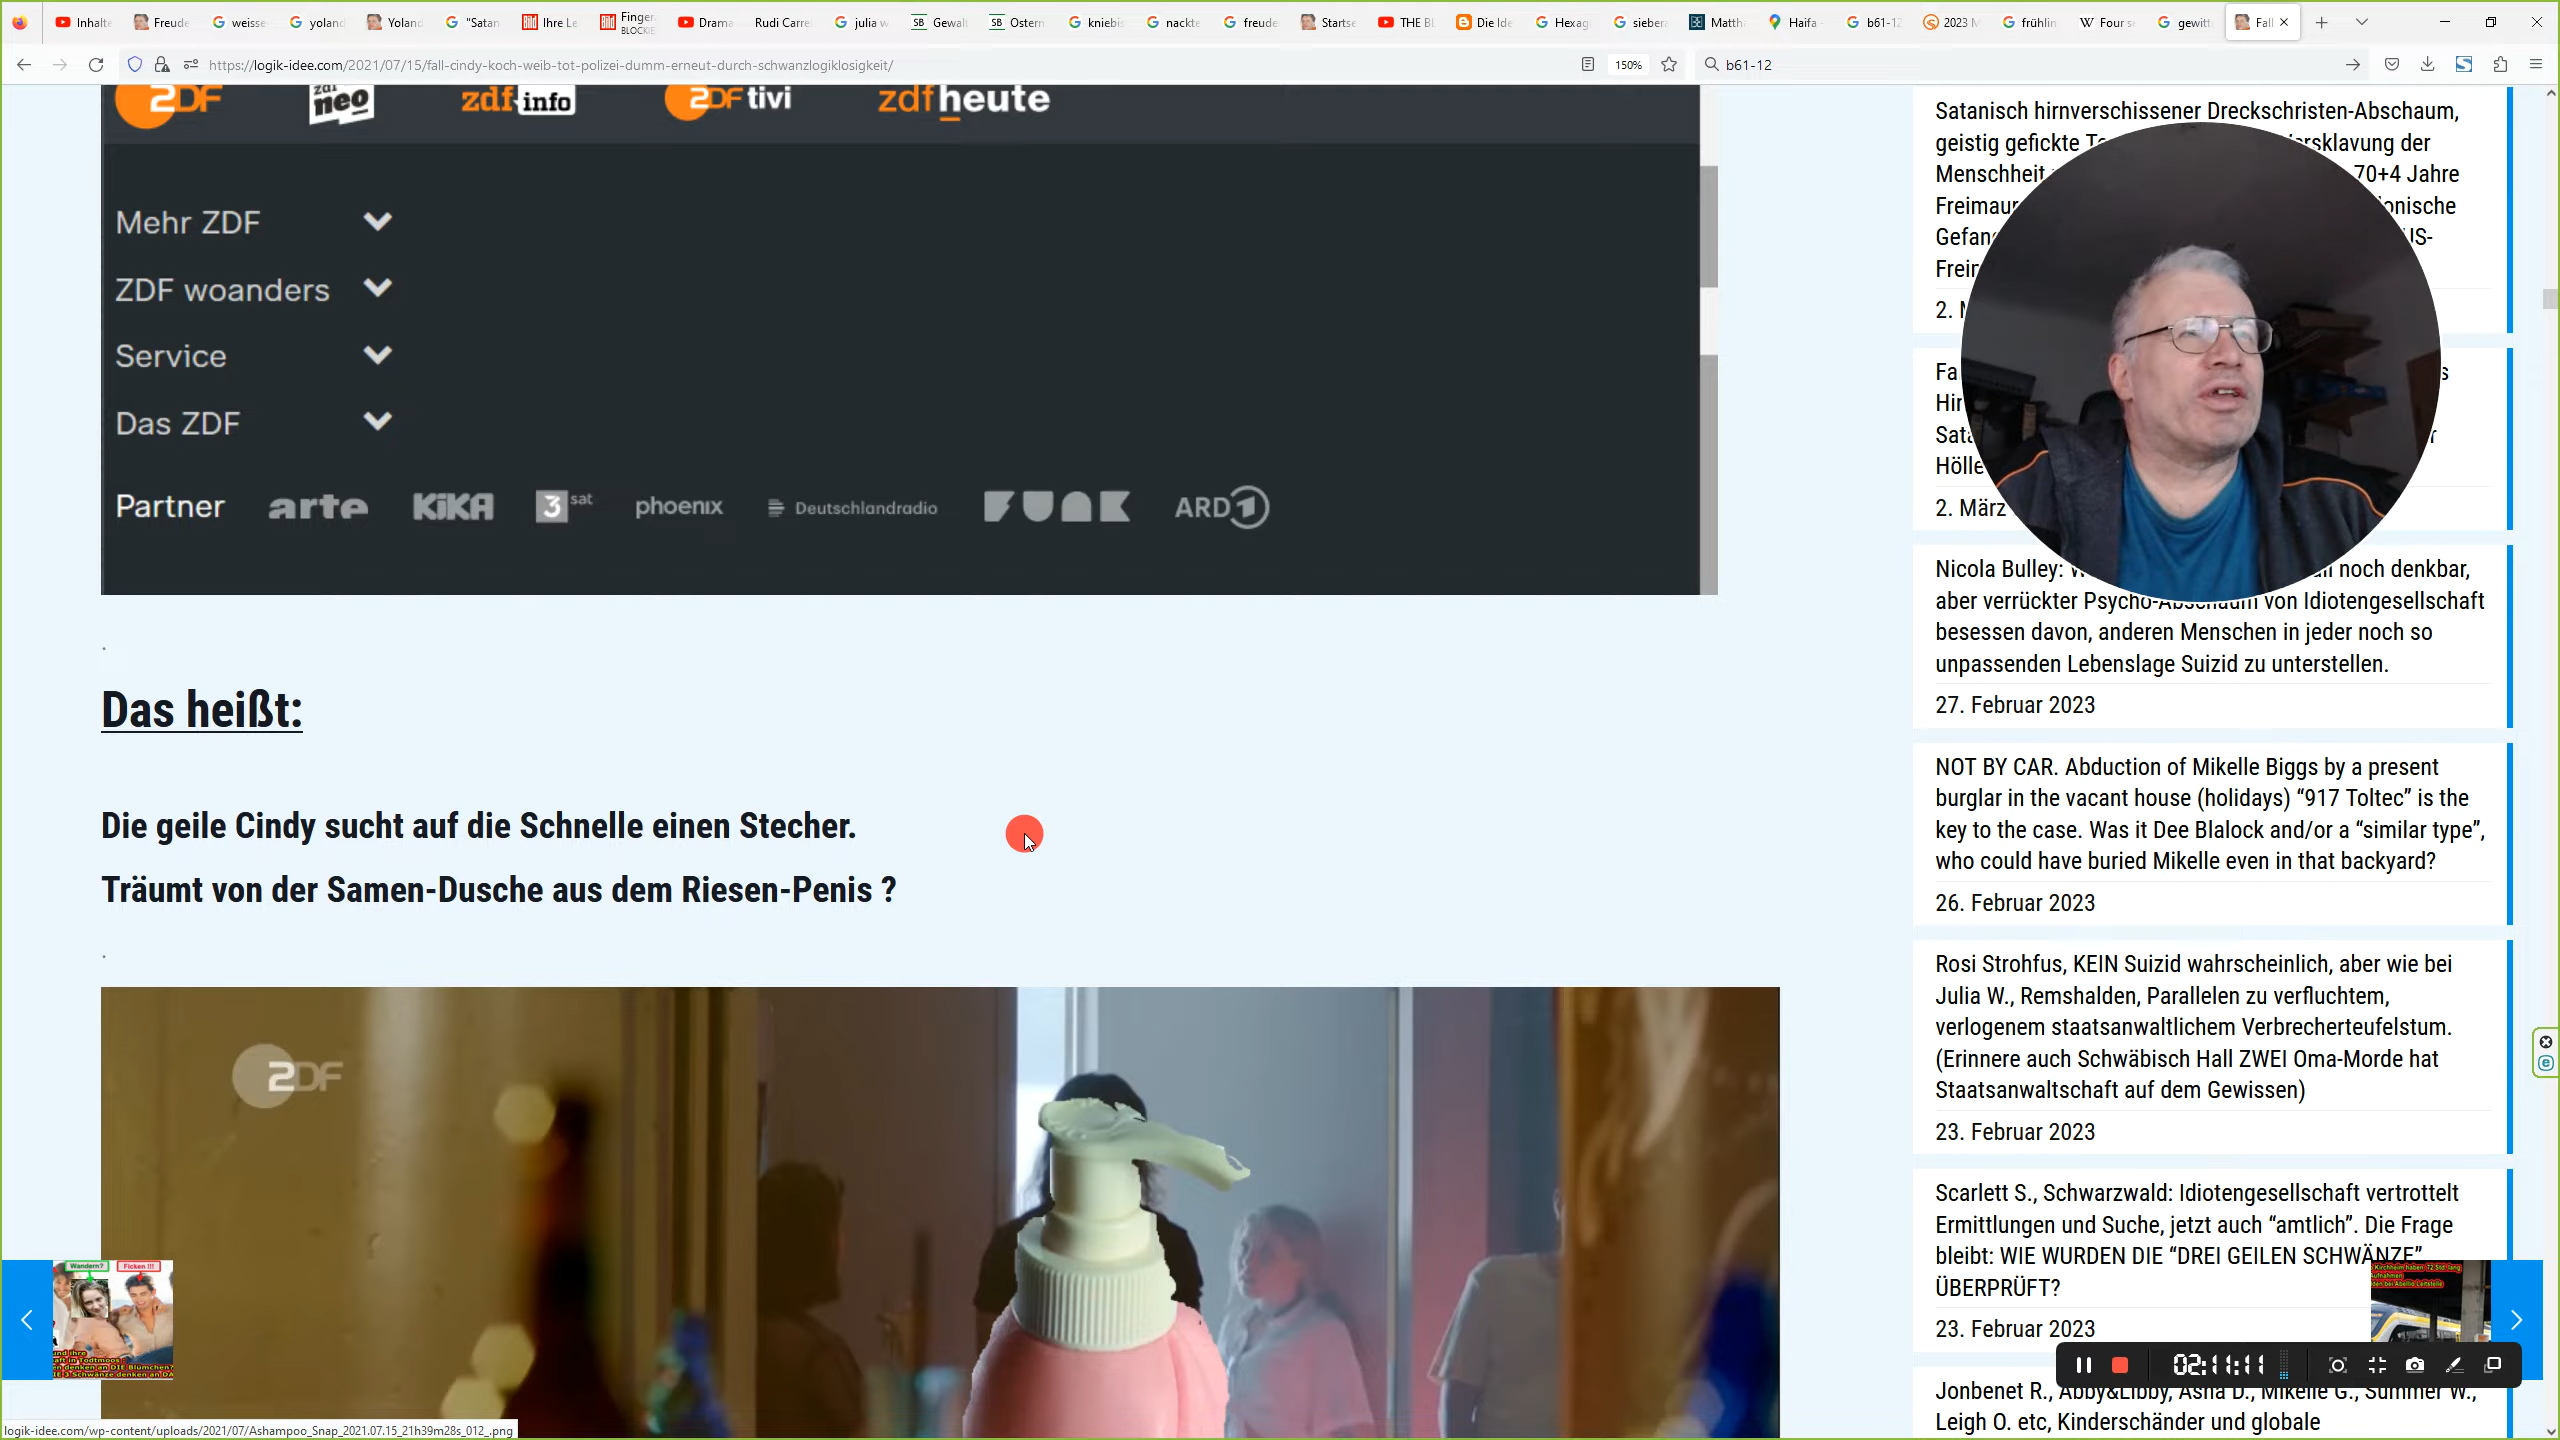 Inhalte
Freude
weisse
yoland
Yoland
"Satan
Ihre Le
Finger
BLOCKIE
Drama
Rudi Carre
julia w
Gewalt
Ostern
kniebis
nackte
freude
Startse
THE BL
Die Ide
Hexag
siebera
Matth
Haifa -
b61-12
2023 M
frühlin
Four se
gewitt
Fall
https://logik-idee.com/2021/07/15/fall-cindy-koch-weib-tot-polizei-dumm-erneut-durch-schwanzlogiklosigkeit/
150%
b61-12
ZDF
zdf neo
zdf info
ZDF tivi
zdf heute
Mehr ZDF
ZDF woanders
Service
Das ZDF
Partner arte KiKA 3sat phoenix Deutschlandradio FUNK ARD 1
Das heißt:
Die geile Cindy sucht auf die Schnelle einen Stecher.
Träumt von der Samen-Dusche aus dem Riesen-Penis ?
ZDF
Wandern?
Ficken !!!
logik-idee.com/wp-content/uploads/2021/07/Ashampoo_Snap_2021.07.15_21h39m28s_012_.png
Satanisch hirnverschissener Dreckschristen-Abschaum,
geistig gefickte
rsklavung der
Menschheit
70+4 Jahre
Freimaur
onische
Gefan
US-
Freim
2. M
Fa
s
Hir
Sata
r
Hölle
2. März
Nicola Bulley: W
noch denkbar,
aber verrückter Psycho-Abschaum von Idiotengesellschaft
besessen davon, anderen Menschen in jeder noch so
unpassenden Lebenslage Suizid zu unterstellen.
27. Februar 2023
NOT BY CAR. Abduction of Mikelle Biggs by a present
burglar in the vacant house (holidays) “917 Toltec” is the
key to the case. Was it Dee Blalock and/or a “similar type”,
who could have buried Mikelle even in that backyard?
26. Februar 2023
Rosi Strohfus, KEIN Suizid wahrscheinlich, aber wie bei
Julia W., Remshalden, Parallelen zu verfluchtem,
verlogenem staatsanwaltlichem Verbrecherteufelstum.
(Erinnere auch Schwäbisch Hall ZWEI Oma-Morde hat
Staatsanwaltschaft auf dem Gewissen)
23. Februar 2023
Scarlett S., Schwarzwald: Idiotengesellschaft vertrottelt
Ermittlungen und Suche, jetzt auch “amtlich”. Die Frage
bleibt: WIE WURDEN DIE “DREI GEILEN SCHWÄNZE”
ÜBERPRÜFT?
23. Februar 2023
02:11:11
Jonbenet R., Abby&Libby, Asha D., Mikelle G., Summer W.,
Leigh O. etc, Kinderschänder und globale